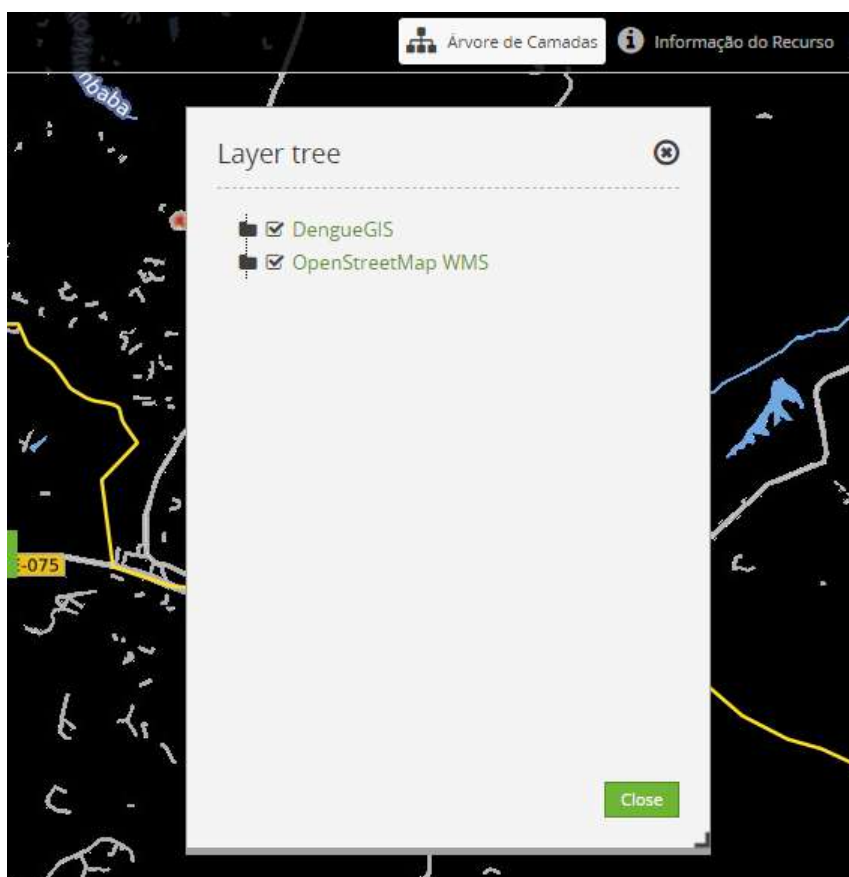 Árvore de Camadas
Informação do Recurso
Layer tree
DengueGIS
OpenStreetMap WMS
-075
Close